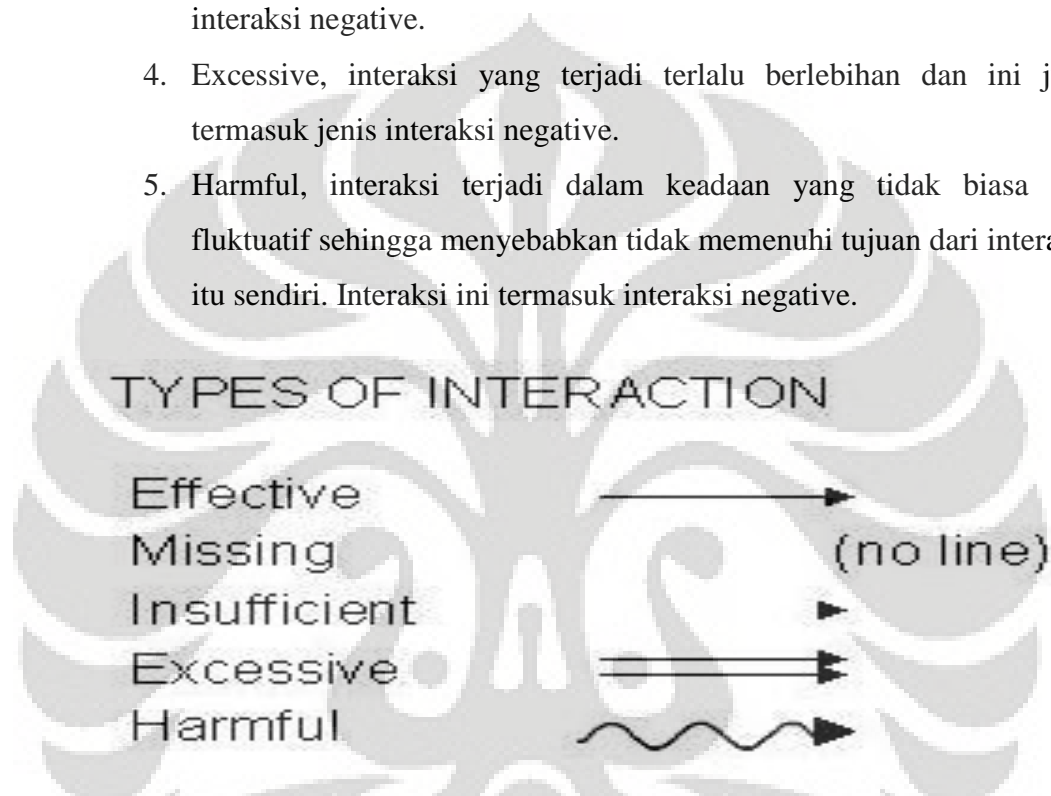 interaksi negative.
4. Excessive, interaksi yang terjadi terlalu berlebihan dan ini j
termasuk jenis interaksi negative.
5. Harmful, interaksi terjadi dalam keadaan yang tidak biasa
fluktuatif sehingga menyebabkan tidak memenuhi tujuan dari intera
itu sendiri. Interaksi ini termasuk interaksi negative.
TYPES OF INTERACTION
Effective
Missing (no line)
Insufficient
Excessive
Harmful